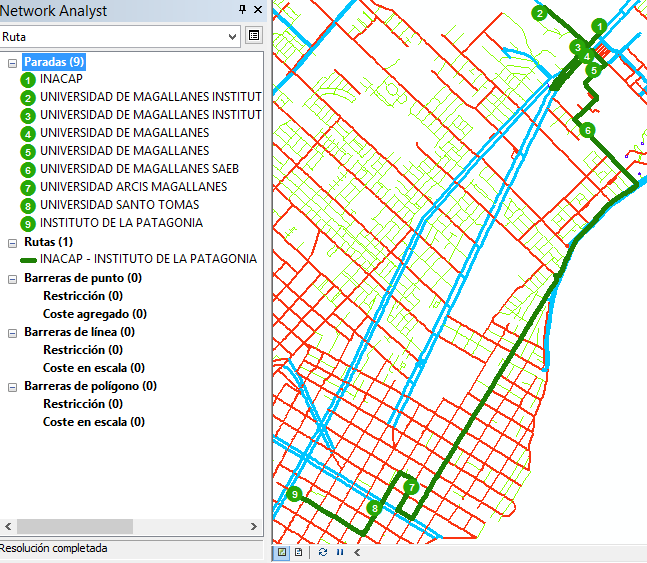 Network Analyst
Ruta
Paradas (9)
1 INACAP
2 UNIVERSIDAD DE MAGALLANES INSTITUT
3 UNIVERSIDAD DE MAGALLANES INSTITUT
4 UNIVERSIDAD DE MAGALLANES
5 UNIVERSIDAD DE MAGALLANES
6 UNIVERSIDAD DE MAGALLANES SAEB
7 UNIVERSIDAD ARCIS MAGALLANES
8 UNIVERSIDAD SANTO TOMAS
9 INSTITUTO DE LA PATAGONIA
Rutas (1)
INACAP - INSTITUTO DE LA PATAGONIA
Barreras de punto (0)
Restricción (0)
Coste agregado (0)
Barreras de línea (0)
Restricción (0)
Coste en escala (0)
Barreras de polígono (0)
Restricción (0)
Coste en escala (0)
Resolución completada
2
1
3
4
5
6
7
9
8